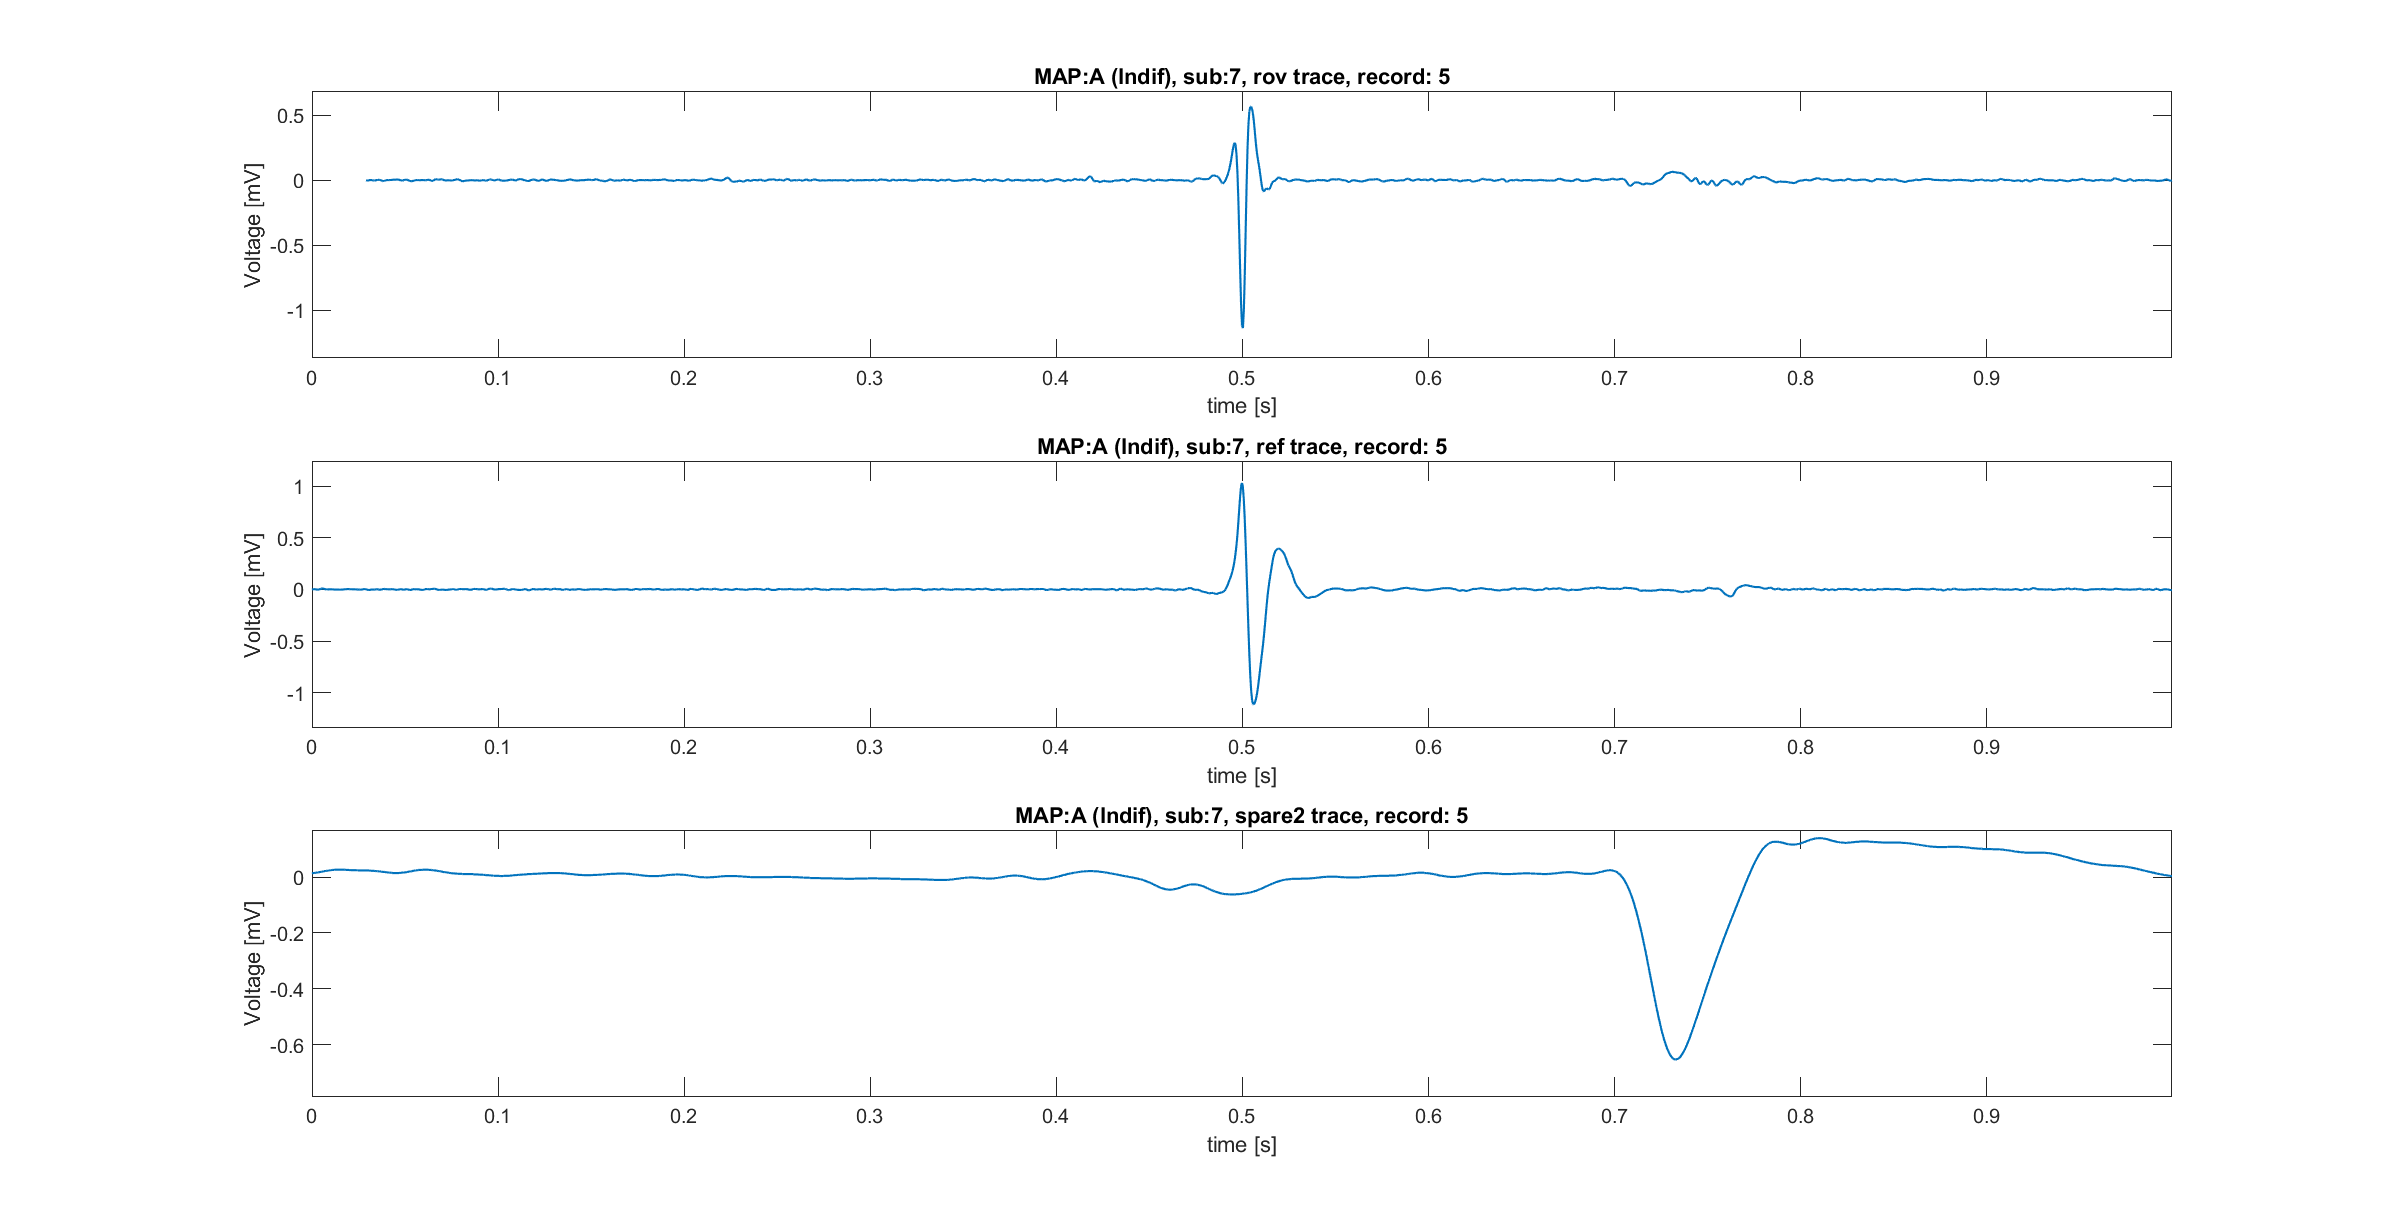 MAP:A (Indif), sub:7, rov trace, record: 5
Voltage [mV]
0.5
0
-0.5
-1
0 0.1 0.2 0.3 0.4 0.5 0.6 0.7 0.8 0.9
time [s]
MAP:A (Indif), sub:7, ref trace, record: 5
Voltage [mV]
1
0.5
0
-0.5
-1
0 0.1 0.2 0.3 0.4 0.5 0.6 0.7 0.8 0.9
time [s]
MAP:A (Indif), sub:7, spare2 trace, record: 5
Voltage [mV]
0
-0.2
-0.4
-0.6
0 0.1 0.2 0.3 0.4 0.5 0.6 0.7 0.8 0.9
time [s]